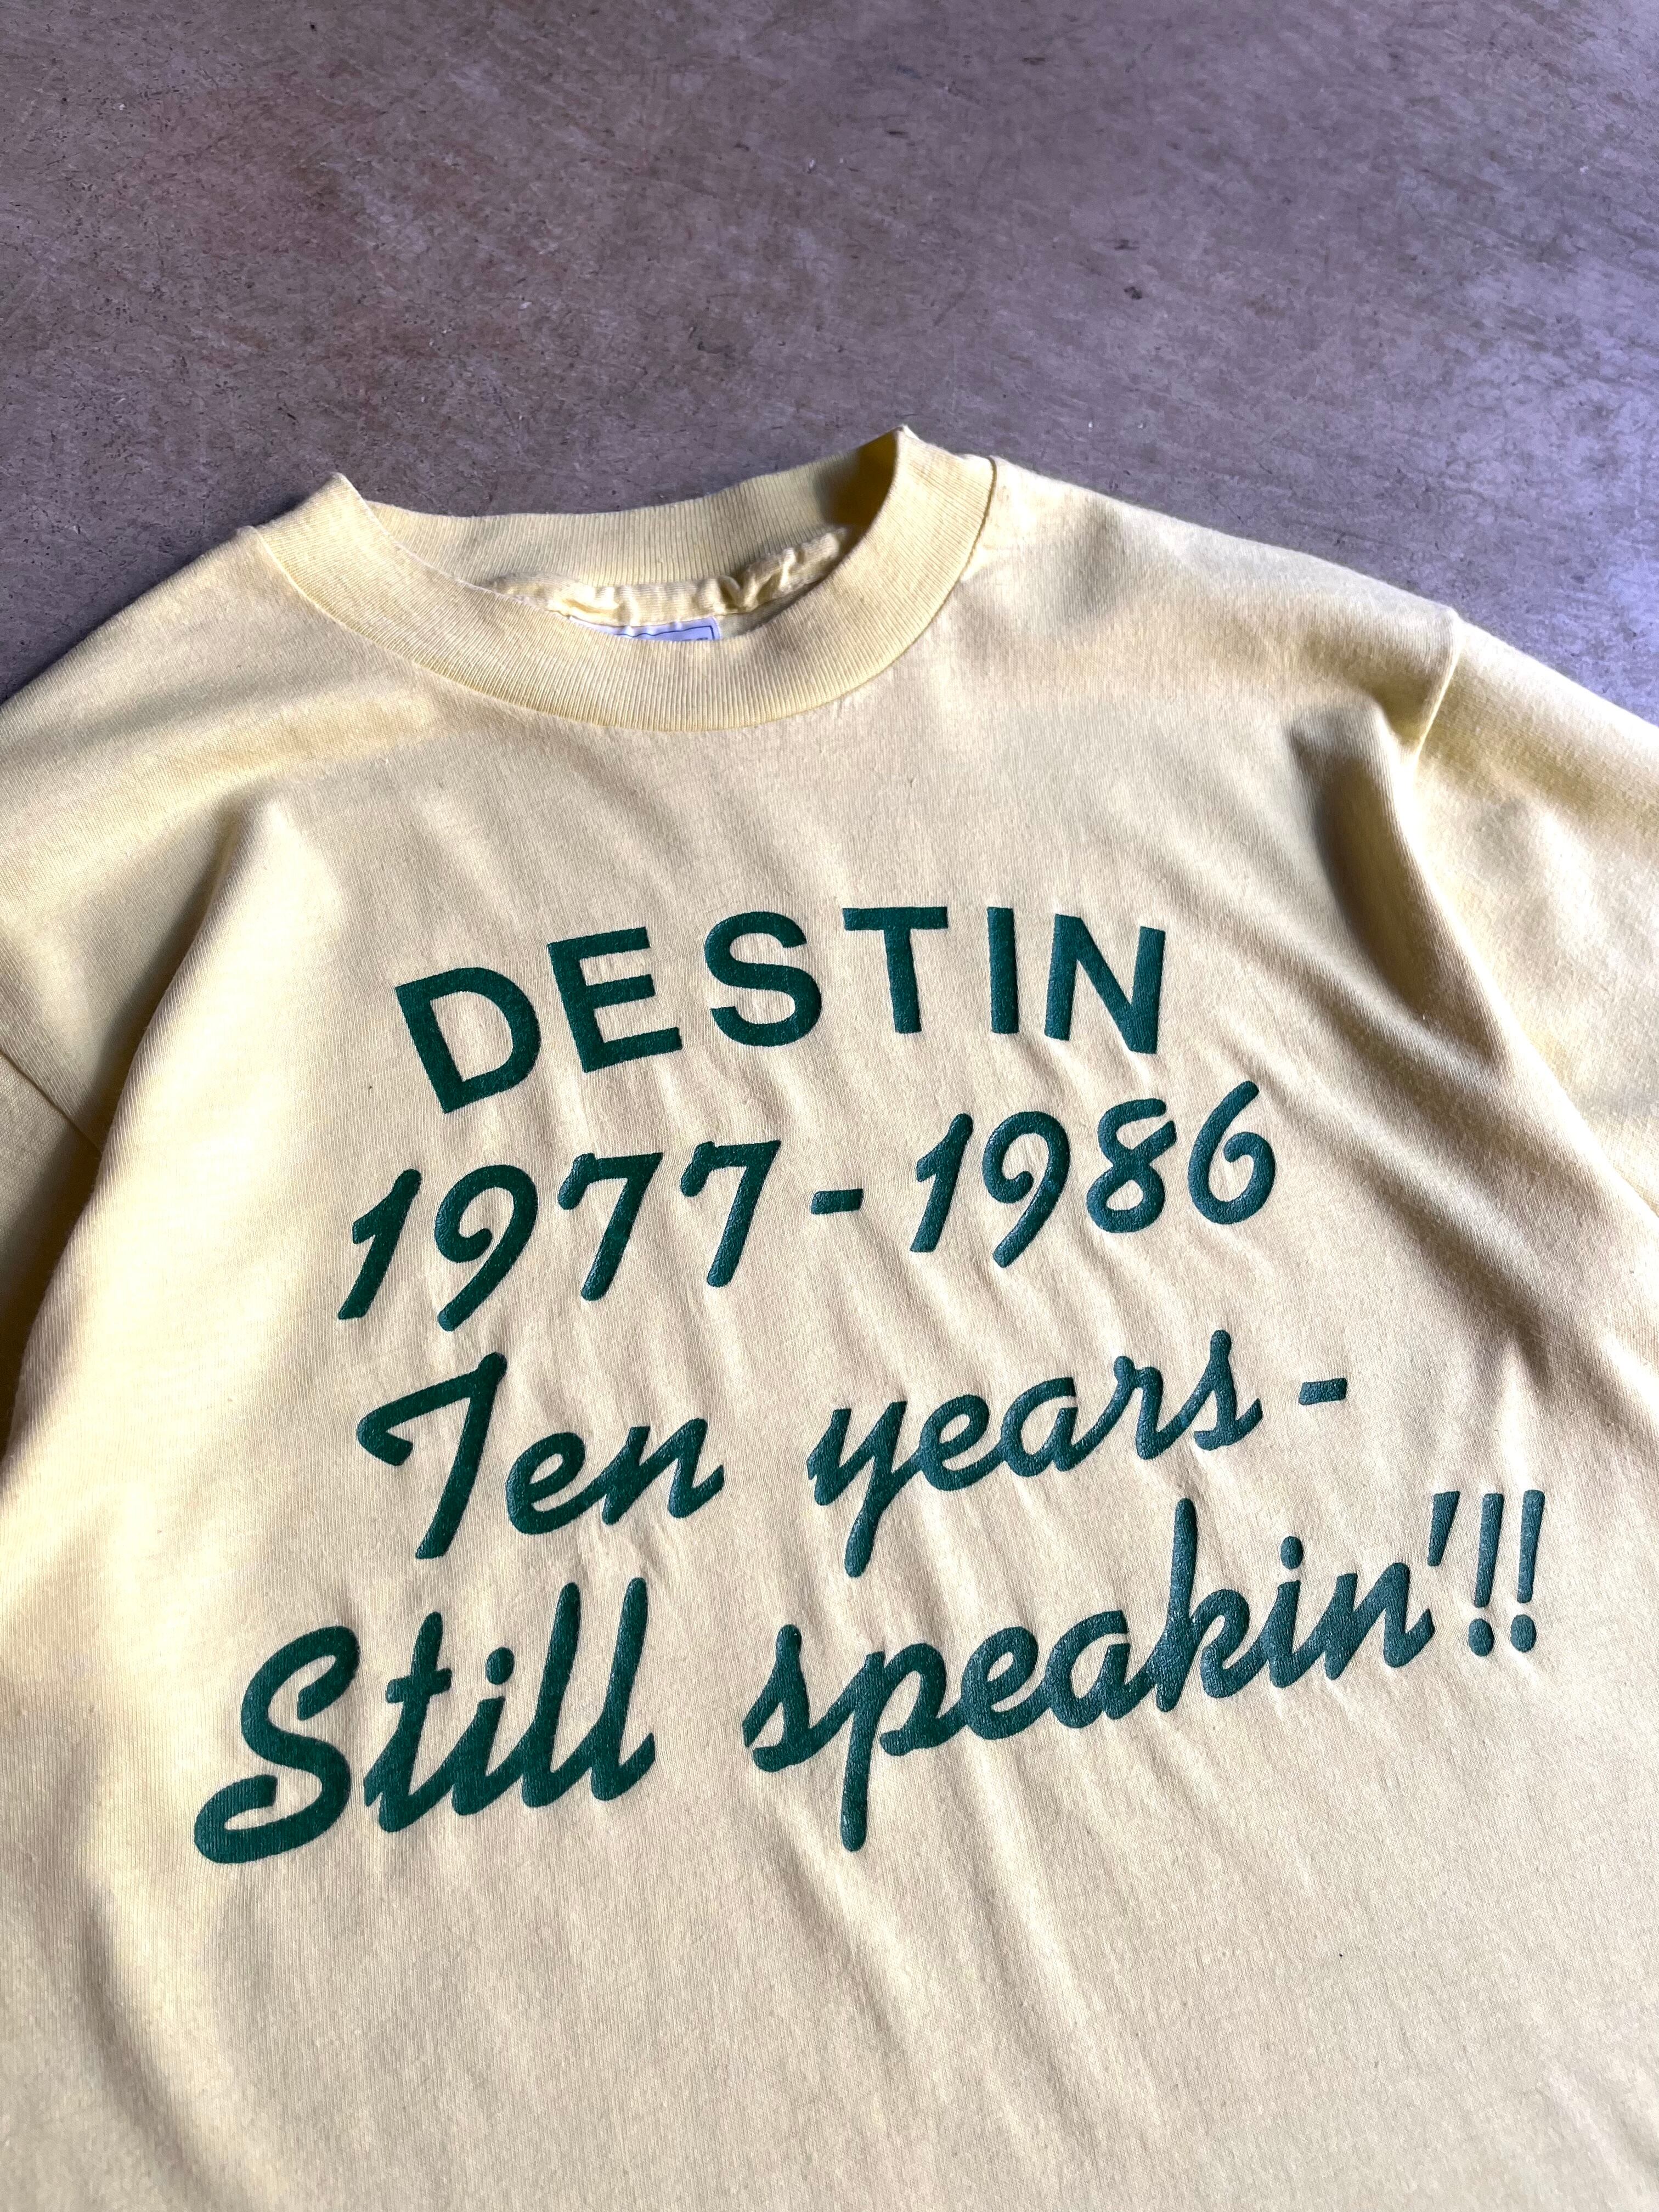 DESTIN
1977-1986
Ten years-
Still speakin'!!